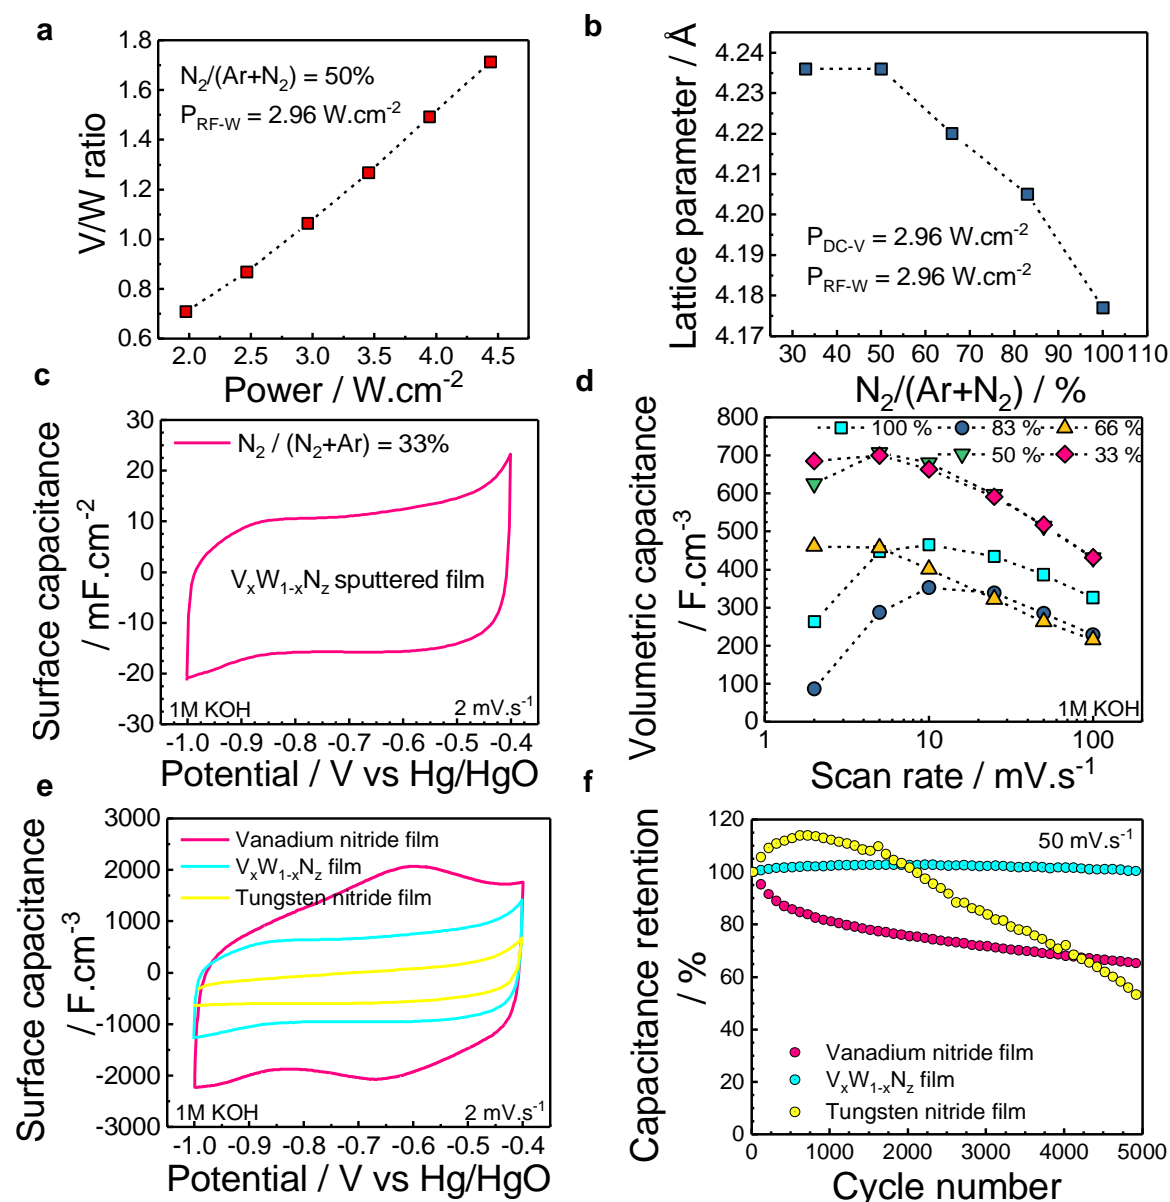 a
1.8
1.6
1.4
1.2
1.0
0.8
0.6
V/W ratio
N2/(Ar+N2) = 50%
PRF-W = 2.96 W.cm-2
2.0 2.5 3.0 3.5 4.0 4.5
Power / W.cm-2
b
4.24
4.23
4.22
4.21
4.20
4.19
4.18
4.17
Lattice parameter / Å
PDC-V = 2.96 W.cm-2
PRF-W = 2.96 W.cm-2
30 40 50 60 70 80 90 100 110
N2/(Ar+N2) / %
c
30
20
10
0
-10
-20
-30
Surface capacitance
/ mF.cm-2
N2 / (N2+Ar) = 33%
VxW1-xNz sputtered film
1M KOH
2 mV.s-1
-1.0 -0.9 -0.8 -0.7 -0.6 -0.5 -0.4
Potential / V vs Hg/HgO
d
800
700
600
500
400
300
200
100
0
Volumetric capacitance
/ F.cm-3
100 % 83 % 66 %
50 % 33 %
1M KOH
1 10 100
Scan rate / mV.s-1
e
3000
2000
1000
0
-1000
-2000
-3000
Surface capacitance
/ F.cm-3
Vanadium nitride film
VxW1-xNz film
Tungsten nitride film
1M KOH
2 mV.s-1
-1.0 -0.9 -0.8 -0.7 -0.6 -0.5 -0.4
Potential / V vs Hg/HgO
f
120
100
80
60
40
20
0
Capacitance retention
/ %
50 mV.s-1
Vanadium nitride film
VxW1-xNz film
Tungsten nitride film
0 1000 2000 3000 4000 5000
Cycle number